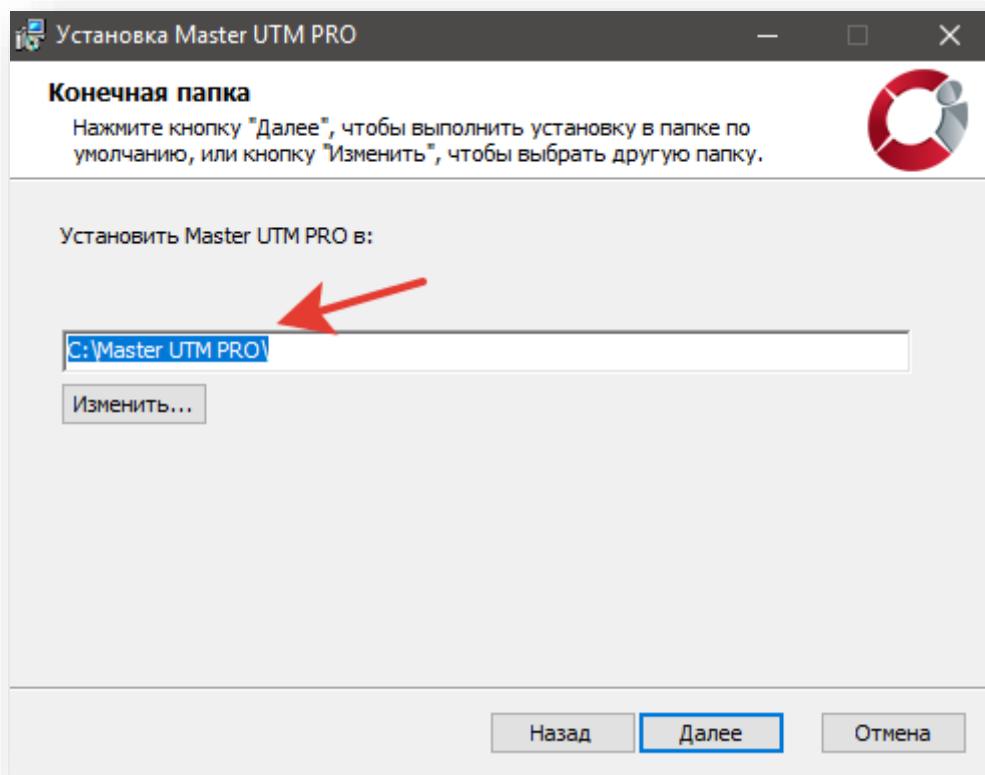 Установка Master UTM PRO
Конечная папка
Нажмите кнопку "Далее", чтобы выполнить установку в папке по
умолчанию, или кнопку "Изменить", чтобы выбрать другую папку.
Установить Master UTM PRO в:
C:\Master UTM PRO\
Изменить...
Назад
Далее
Отмена